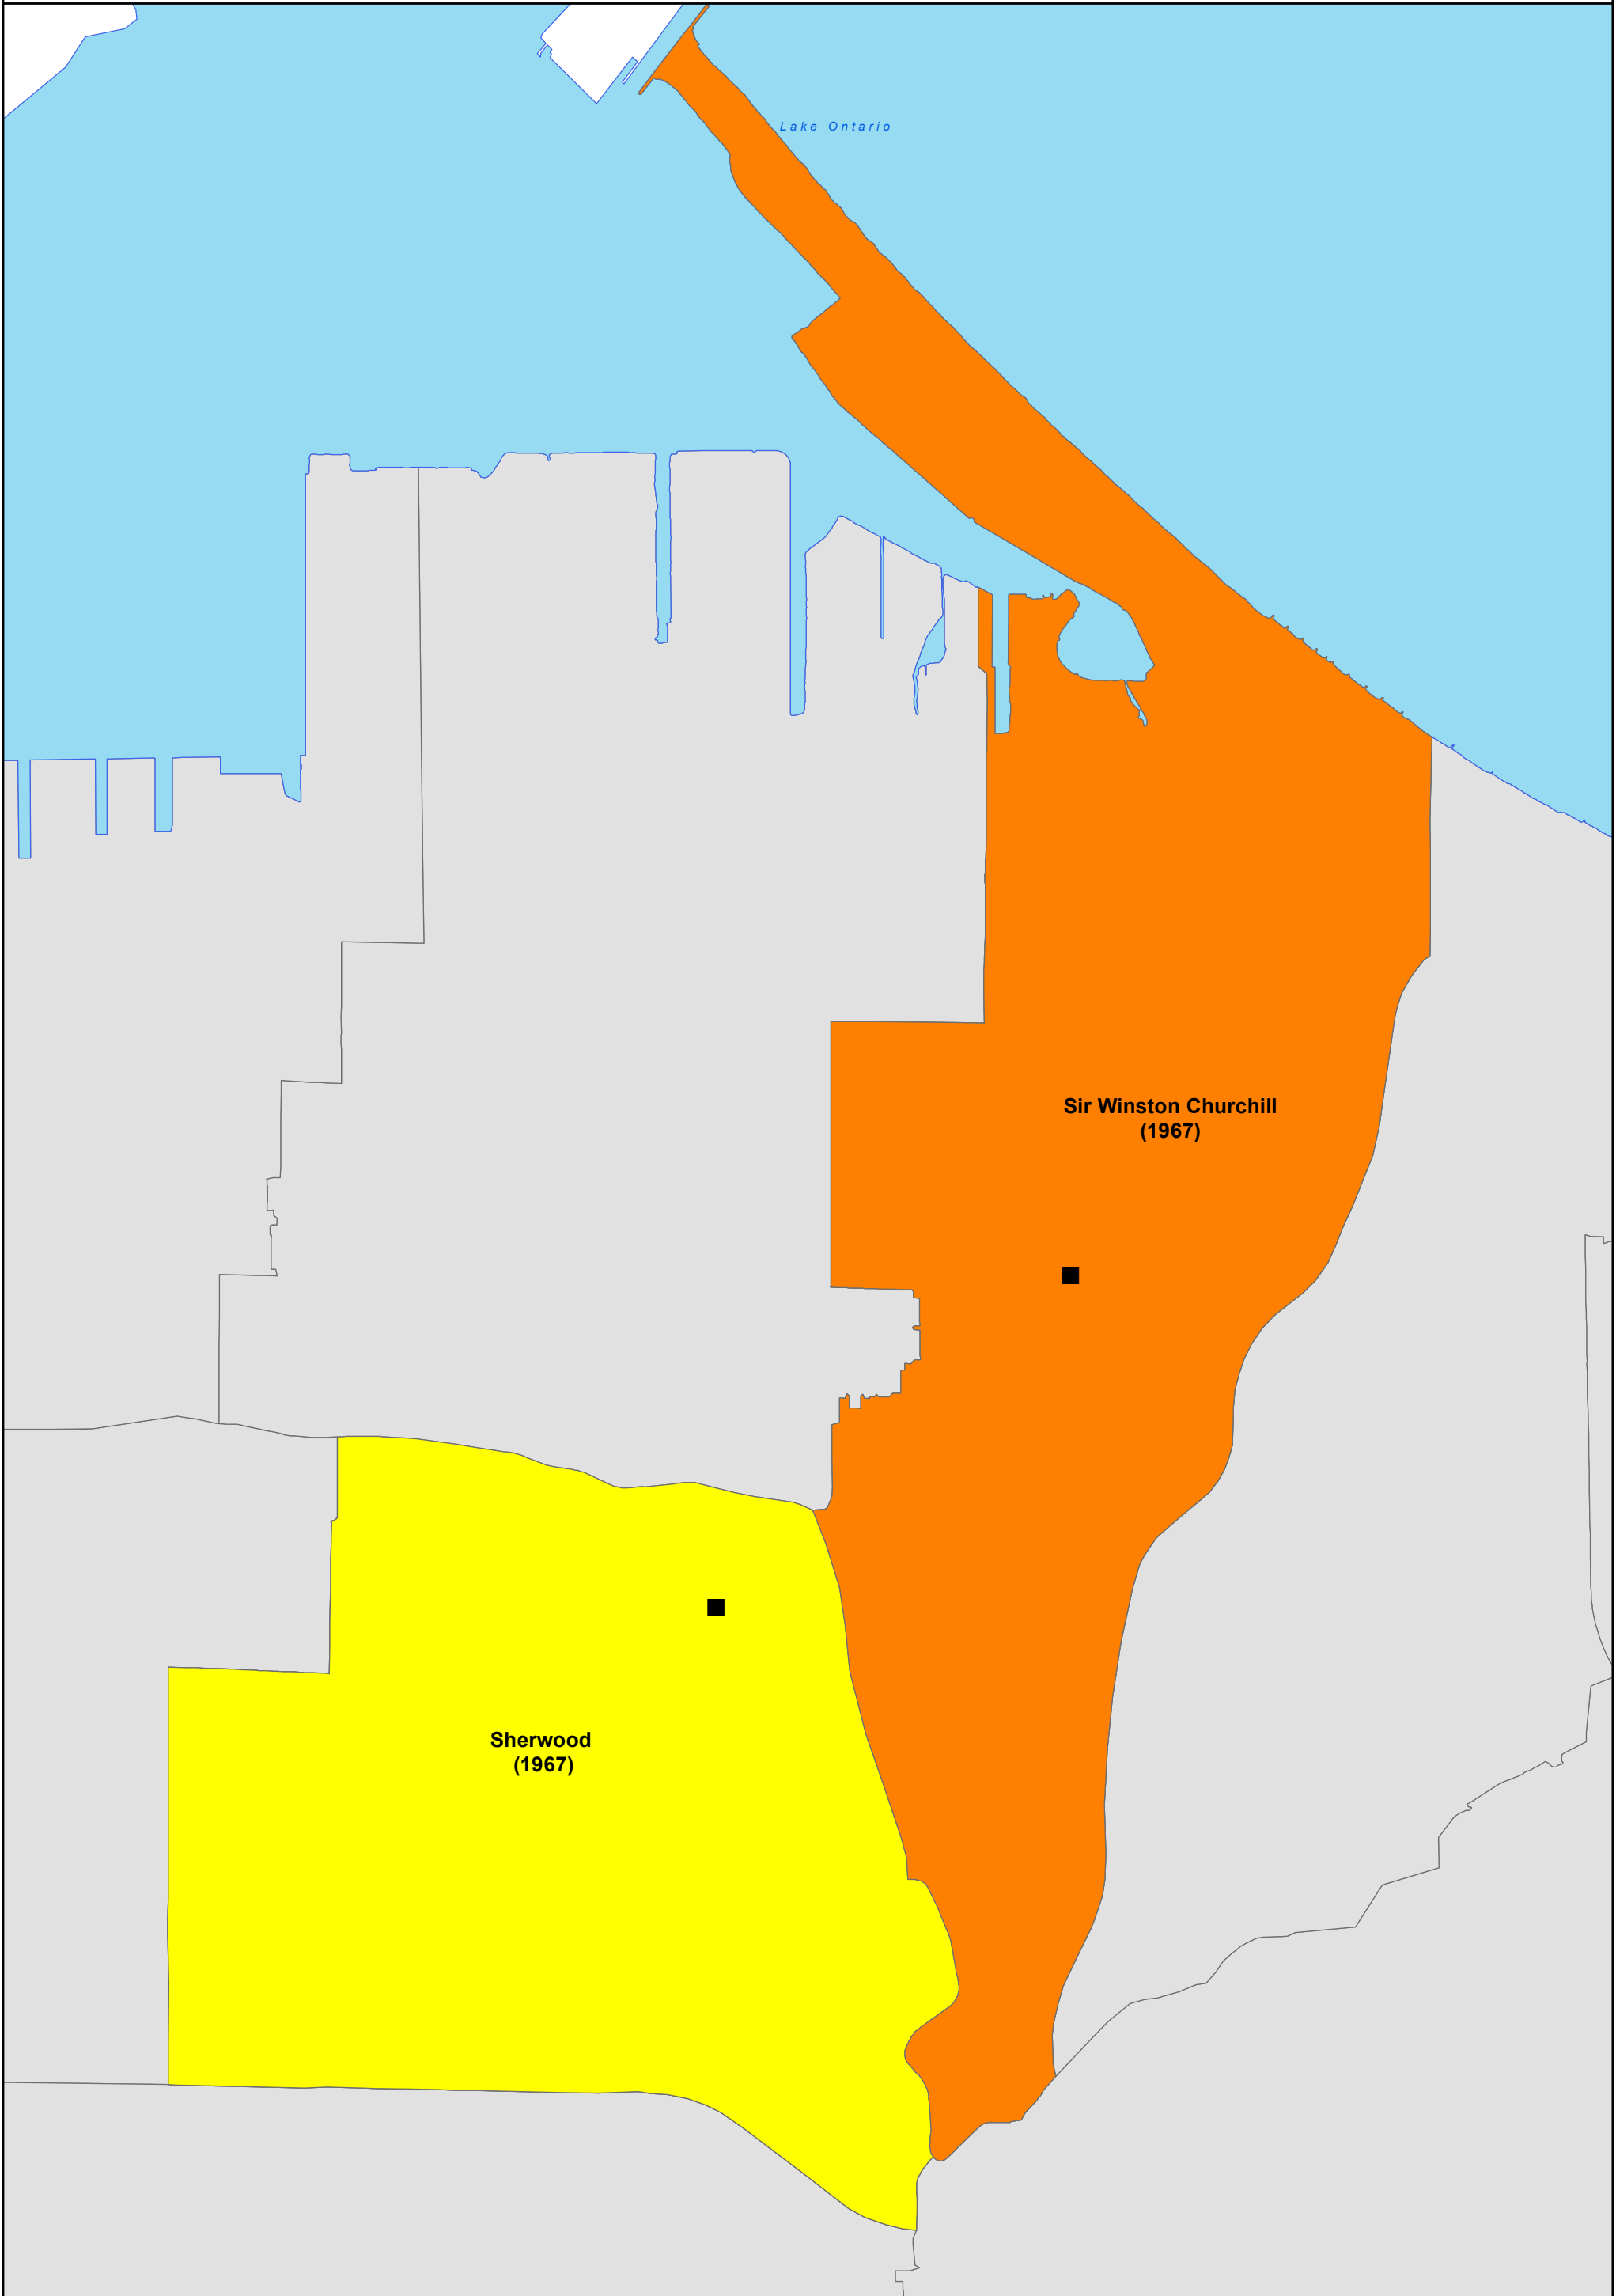 Lake Ontario
Sir Winston Churchill
(1967)
Sherwood
(1967)